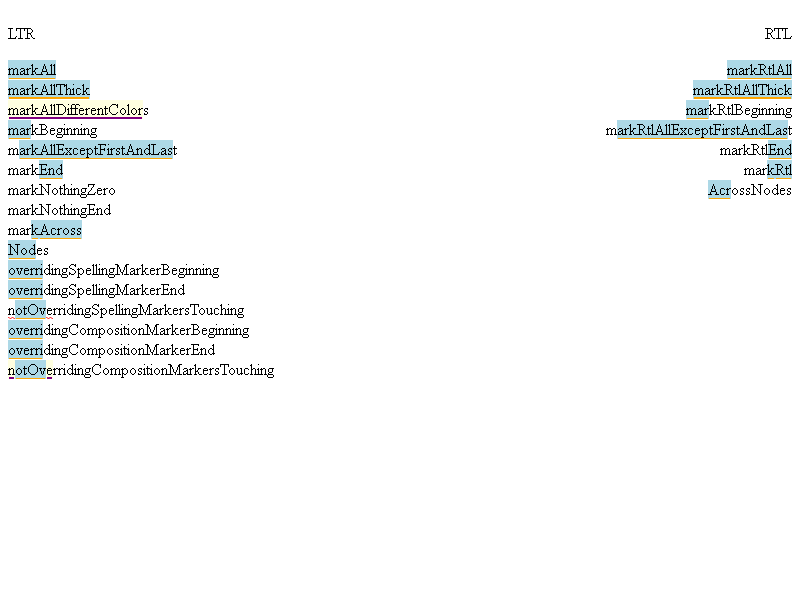 LTR
markAll
markAllThick
markAllDifferentColors
markBeginning
markAllExceptFirstAndLast
markEnd
markNothingZero
markNothingEnd
markAcross
Nodes
overridingSpellingMarkerBeginning
overridingSpellingMarkerEnd
notOverridingSpellingMarkersTouching
overridingCompositionMarkerBeginning
overridingCompositionMarkerEnd
notOverridingCompositionMarkersTouching
RTL
markRtlAll
markRtlAllThick
markRtlBeginning
markRtlAllExceptFirstAndLast
markRtlEnd
markRtl
AcrossNodes